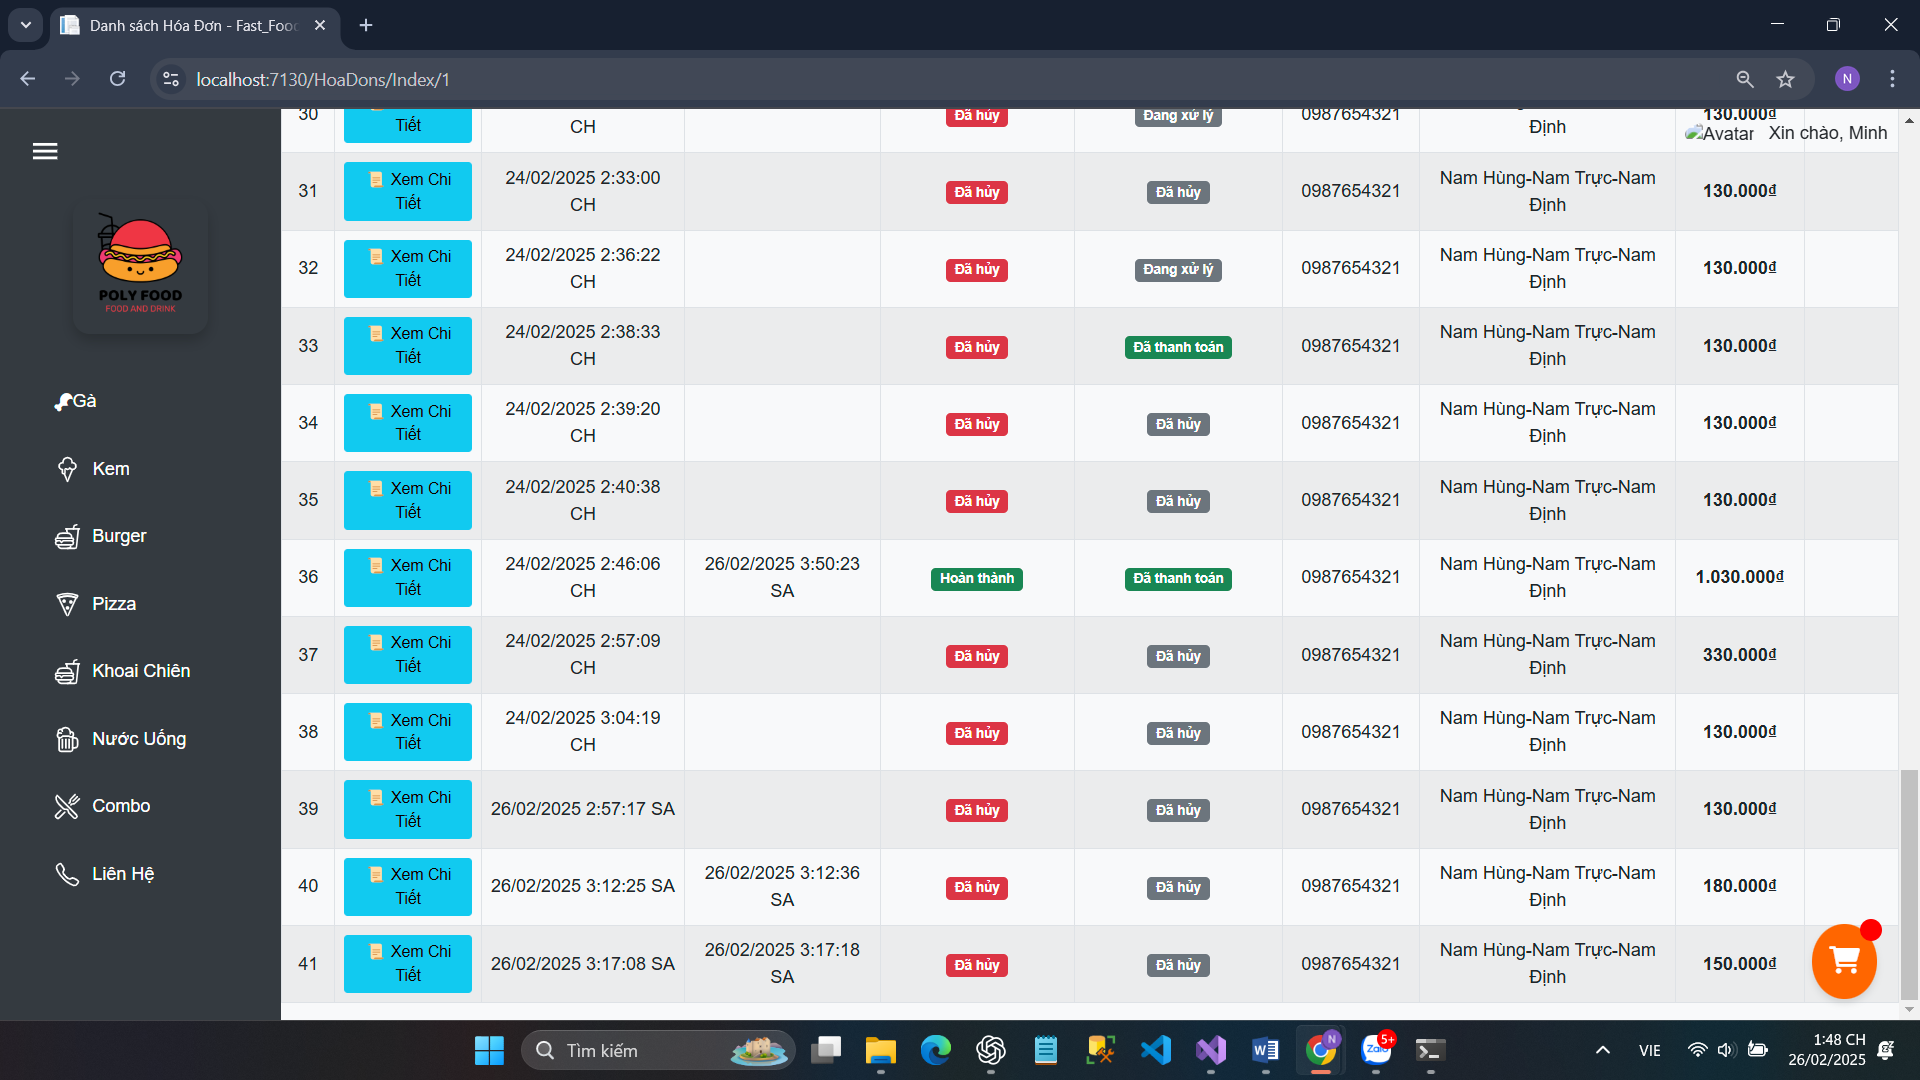 Danh sách Hóa Đơn - Fast_Food
localhost:7130/HoaDons/Index/1
N
Avatar Xin chào, Minh
POLY FOOD
FOOD AND DRINK
Gà
Kem
Burger
Pizza
Khoai Chiên
Nước Uống
Combo
Liên Hệ
30 Tiết CH Đã hủy Đang xử lý 0987654321 Định 130.000₫
31 Xem Chi Tiết 24/02/2025 2:33:00 CH Đã hủy Đã hủy 0987654321 Nam Hùng-Nam Trực-Nam Định 130.000₫
32 Xem Chi Tiết 24/02/2025 2:36:22 CH Đã hủy Đang xử lý 0987654321 Nam Hùng-Nam Trực-Nam Định 130.000₫
33 Xem Chi Tiết 24/02/2025 2:38:33 CH Đã hủy Đã thanh toán 0987654321 Nam Hùng-Nam Trực-Nam Định 130.000₫
34 Xem Chi Tiết 24/02/2025 2:39:20 CH Đã hủy Đã hủy 0987654321 Nam Hùng-Nam Trực-Nam Định 130.000₫
35 Xem Chi Tiết 24/02/2025 2:40:38 CH Đã hủy Đã hủy 0987654321 Nam Hùng-Nam Trực-Nam Định 130.000₫
36 Xem Chi Tiết 24/02/2025 2:46:06 CH 26/02/2025 3:50:23 SA Hoàn thành Đã thanh toán 0987654321 Nam Hùng-Nam Trực-Nam Định 1.030.000₫
37 Xem Chi Tiết 24/02/2025 2:57:09 CH Đã hủy Đã hủy 0987654321 Nam Hùng-Nam Trực-Nam Định 330.000₫
38 Xem Chi Tiết 24/02/2025 3:04:19 CH Đã hủy Đã hủy 0987654321 Nam Hùng-Nam Trực-Nam Định 130.000₫
39 Xem Chi Tiết 26/02/2025 2:57:17 SA Đã hủy Đã hủy 0987654321 Nam Hùng-Nam Trực-Nam Định 130.000₫
40 Xem Chi Tiết 26/02/2025 3:12:25 SA 26/02/2025 3:12:36 SA Đã hủy Đã hủy 0987654321 Nam Hùng-Nam Trực-Nam Định 180.000₫
41 Xem Chi Tiết 26/02/2025 3:17:08 SA 26/02/2025 3:17:18 SA Đã hủy Đã hủy 0987654321 Nam Hùng-Nam Trực-Nam Định 150.000₫
Tìm kiếm
N
Zalo
5+
VIE
1:48 CH
26/02/2025